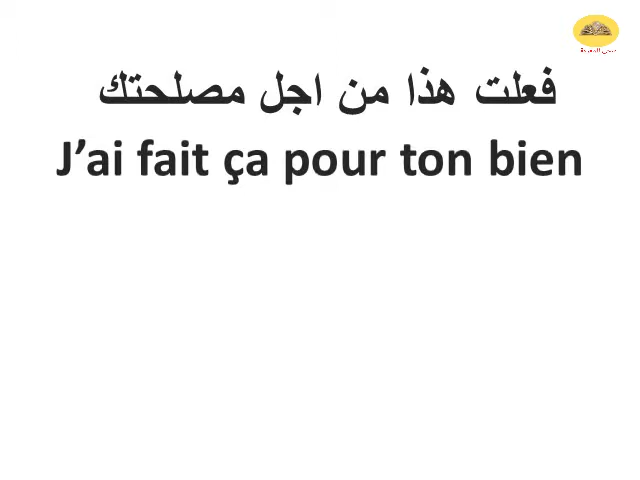 فعلت هذا من اجل مصلحتك
J’ai fait ça pour ton bien